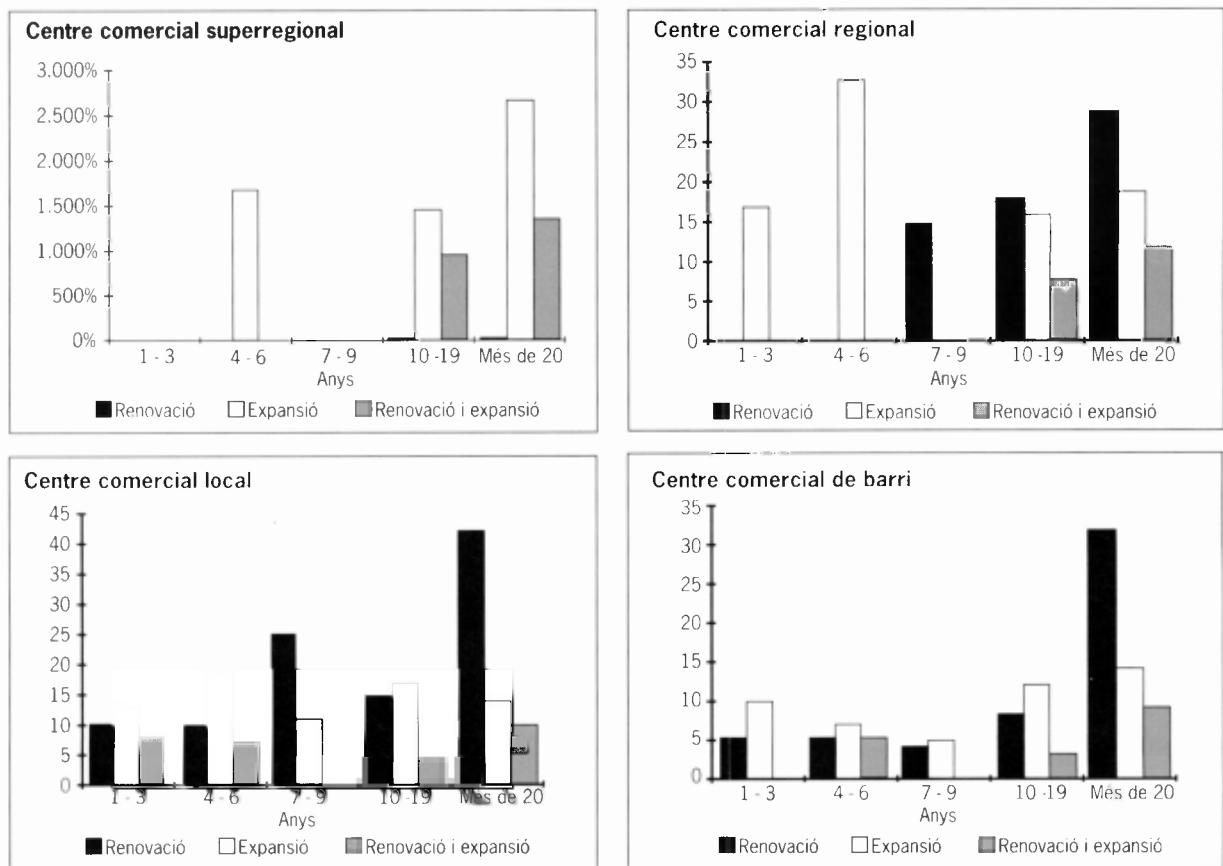 Centre comercial superregional
3.000%
2.500%
2.000%
1.500%
1.000%
500%
0%
1 - 3 4 - 6 7 - 9 10 -19 Més de 20
Anys
Renovació Expansió Renovació i expansió
Centre comercial regional
35
30
25
20
15
10
5
0
1 - 3 4 - 6 7 - 9 10 -19 Més de 20
Anys
Renovació Expansió Renovació i expansió
Centre comercial local
45
40
35
30
25
20
15
10
5
0
1 - 3 4 - 6 7 - 9 10 -19 Més de 20
Anys
Renovació Expansió Renovació i expansió
Centre comercial de barri
35
30
25
20
15
10
5
0
1 - 3 4 - 6 7 - 9 10 -19 Més de 20
Anys
Renovació Expansió Renovació i expansió